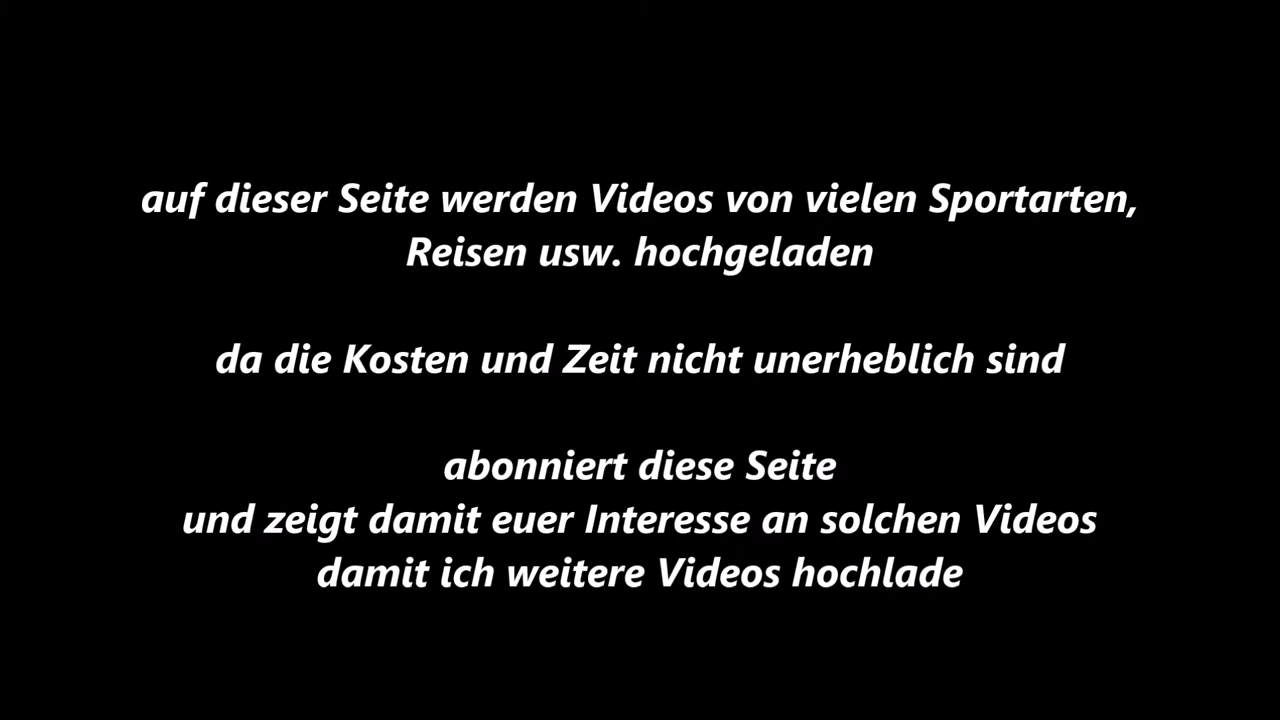 auf dieser Seite werden Videos von vielen Sportarten,
Reisen usw. hochgeladen
da die Kosten und Zeit nicht unerheblich sind
abonniert diese Seite
und zeigt damit euer Interesse an solchen Videos
damit ich weitere Videos hochlade